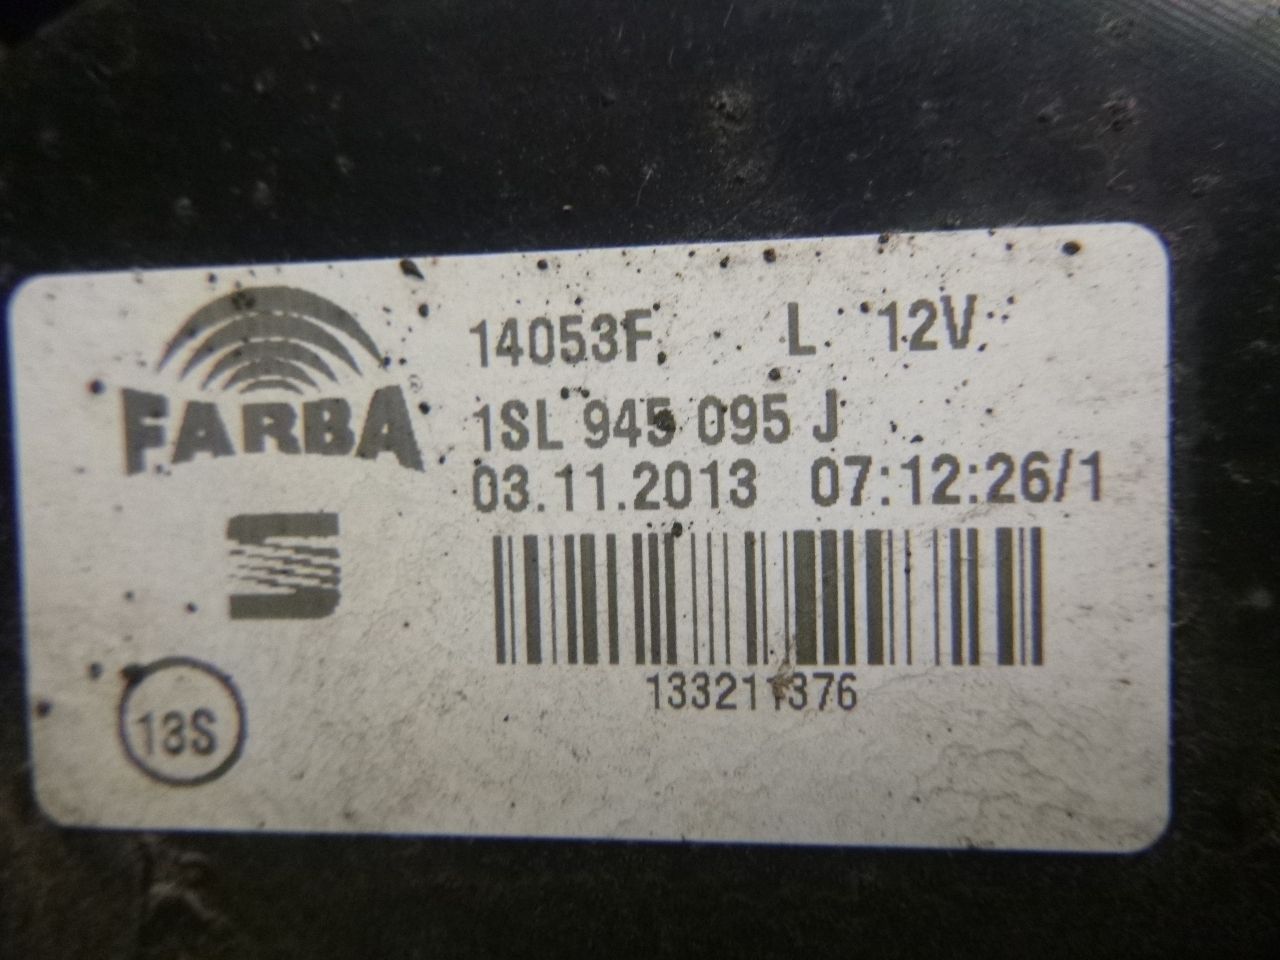 FARBA®
14053F L 12V
1SL 945 095 J
03.11.2013 07:12:26/1
S
133211376
13S